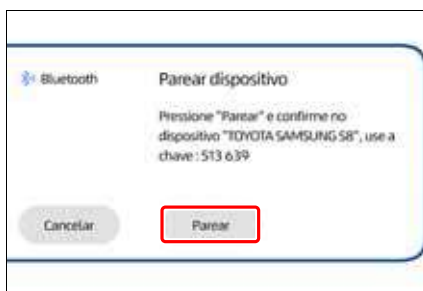 Bluetooth
Parear dispositivo
Pressione "Parear" e confirme no
dispositivo "TOYOTA SAMSUNG S8", use a
chave : 513 639
Cancelar
Parear